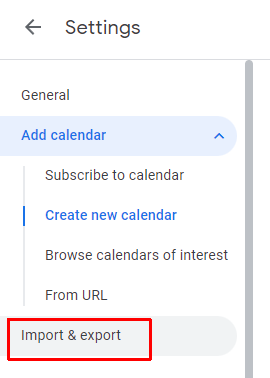 Settings
General
Add calendar
Subscribe to calendar
Create new calendar
Browse calendars of interest
From URL
Import & export